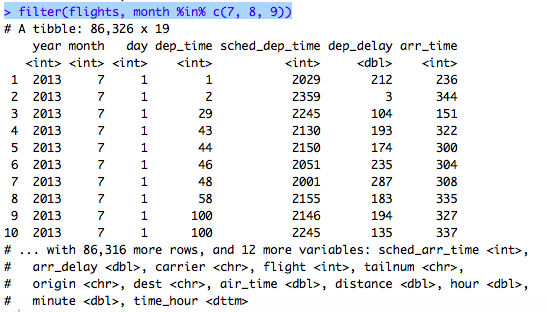 > filter(flights, month %in% c(7, 8, 9))
# A tibble: 86,326 x 19
year month day dep_time sched_dep_time dep_delay arr_time
<int> <int> <int> <int> <int> <dbl> <int>
1 2013 7 1 1 2029 212 236
2 2013 7 1 2 2359 3 344
3 2013 7 1 29 2245 104 151
4 2013 7 1 43 2130 193 322
5 2013 7 1 44 2150 174 300
6 2013 7 1 46 2051 235 304
7 2013 7 1 48 2001 287 308
8 2013 7 1 58 2155 183 335
9 2013 7 1 100 2146 194 327
10 2013 7 1 100 2245 135 337
# ... with 86,316 more rows, and 12 more variables: sched_arr_time <int>,
# arr_delay <dbl>, carrier <chr>, flight <int>, tailnum <chr>,
# origin <chr>, dest <chr>, air_time <dbl>, distance <dbl>, hour <dbl>,
# minute <dbl>, time_hour <dttm>